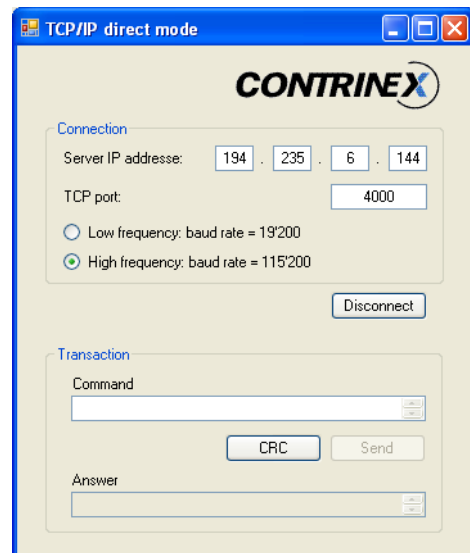 TCP/IP direct mode
CONTRINEX
Connection
Server IP addresse: 194 . 235 . 6 . 144
TCP port: 4000
Low frequency: baud rate = 19'200
High frequency: baud rate = 115'200
Disconnect
Transaction
Command
CRC Send
Answer